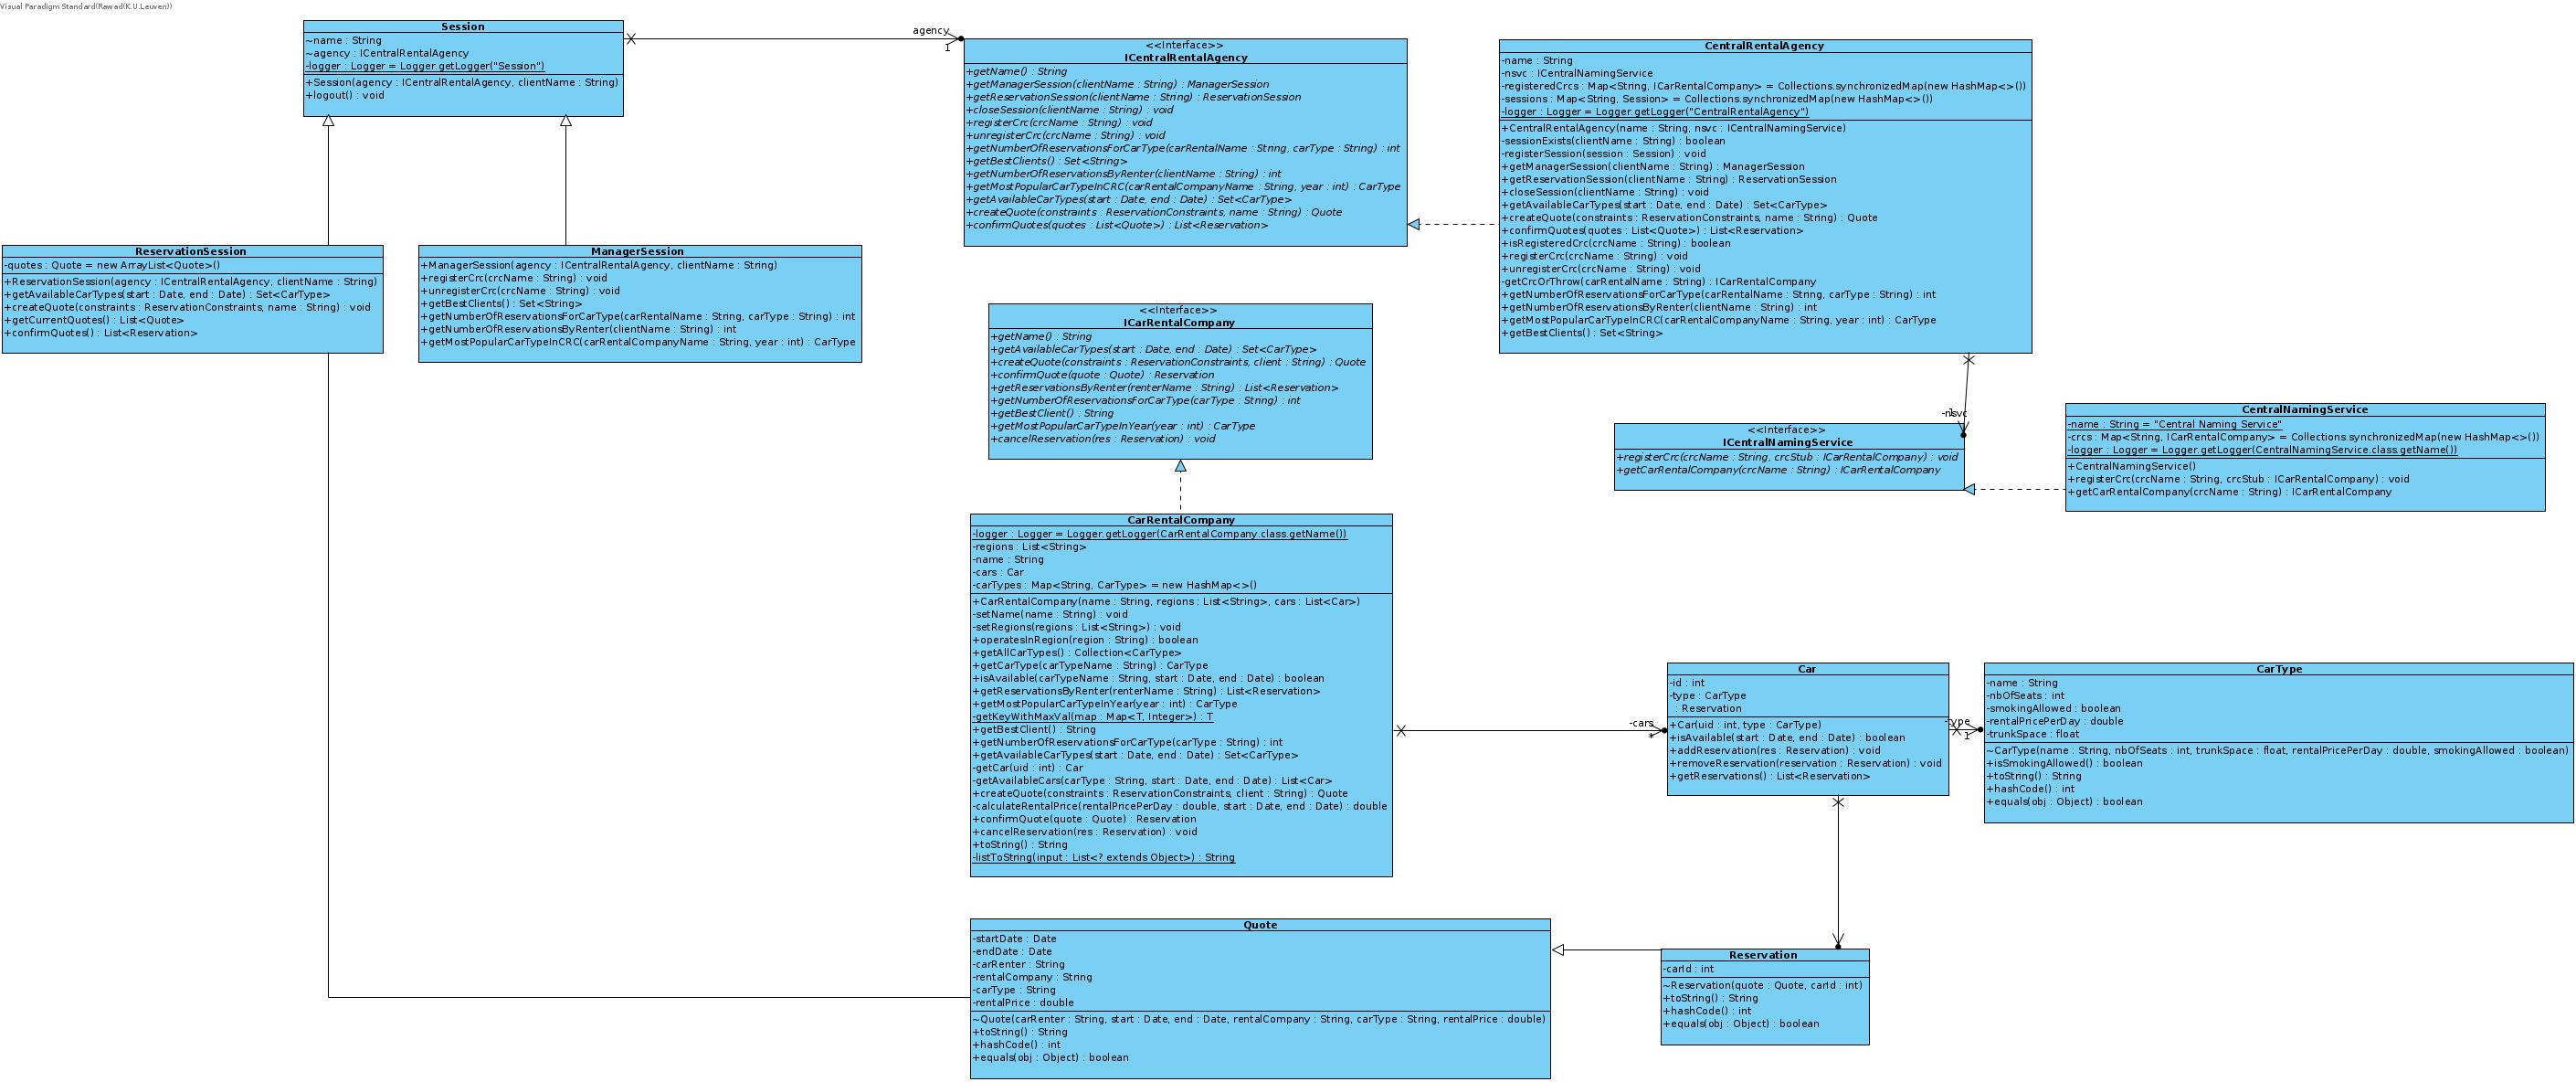 Visual Paradigm Standard(Rawad(K.U.Leuven))
Session
~name : String
~agency : ICentralRentalAgency
-logger : Logger = Logger.getLogger("Session")
+Session(agency : ICentralRentalAgency, clientName : String)
+logout() : void
agency
1
<<Interface>>
ICentralRentalAgency
+getName() : String
+getManagerSession(clientName : String) : ManagerSession
+getReservationSession(clientName : String) : ReservationSession
+closeSession(clientName : String) : void
+registerCrc(crcName : String) : void
+unregisterCrc(crcName : String) : void
+getNumberOfReservationsForCarType(carRentalName : String, carType : String) : int
+getBestClients() : Set<String>
+getNumberOfReservationsByRenter(clientName : String) : int
+getMostPopularCarTypeInCRC(carRentalCompanyName : String, year : int) : CarType
+getAvailableCarTypes(start : Date, end : Date) : Set<CarType>
+createQuote(constraints : ReservationConstraints, name : String) : Quote
+confirmQuotes(quotes : List<Quote>) : List<Reservation>
CentralRentalAgency
-name : String
-nsvc : ICentralNamingService
-registeredCrcs : Map<String, ICarRentalCompany> = Collections.synchronizedMap(new HashMap<>())
-sessions : Map<String, Session> = Collections.synchronizedMap(new HashMap<>())
-logger : Logger = Logger.getLogger("CentralRentalAgency")
+CentralRentalAgency(name : String, nsvc : ICentralNamingService)
-sessionExists(clientName : String) : boolean
-registerSession(session : Session) : void
+getManagerSession(clientName : String) : ManagerSession
+getReservationSession(clientName : String) : ReservationSession
+closeSession(clientName : String) : void
+getAvailableCarTypes(start : Date, end : Date) : Set<CarType>
+createQuote(constraints : ReservationConstraints, name : String) : Quote
+confirmQuotes(quotes : List<Quote>) : List<Reservation>
+isRegisteredCrc(crcName : String) : boolean
+registerCrc(crcName : String) : void
+unregisterCrc(crcName : String) : void
-getCrcOrThrow(carRentalName : String) : ICarRentalCompany
+getNumberOfReservationsForCarType(carRentalName : String, carType : String) : int
+getNumberOfReservationsByRenter(clientName : String) : int
+getMostPopularCarTypeInCRC(carRentalCompanyName : String, year : int) : CarType
+getBestClients() : Set<String>
ReservationSession
-quotes : Quote = new ArrayList<Quote>()
+ReservationSession(agency : ICentralRentalAgency, clientName : String)
+getAvailableCarTypes(start : Date, end : Date) : Set<CarType>
+createQuote(constraints : ReservationConstraints, name : String) : void
+getCurrentQuotes() : List<Quote>
+confirmQuotes() : List<Reservation>
ManagerSession
+ManagerSession(agency : ICentralRentalAgency, clientName : String)
+registerCrc(crcName : String) : void
+unregisterCrc(crcName : String) : void
+getBestClients() : Set<String>
+getNumberOfReservationsForCarType(carRentalName : String, carType : String) : int
+getNumberOfReservationsByRenter(clientName : String) : int
+getMostPopularCarTypeInCRC(carRentalCompanyName : String, year : int) : CarType
<<Interface>>
ICarRentalCompany
+getName() : String
+getAvailableCarTypes(start : Date, end : Date) : Set<CarType>
+createQuote(constraints : ReservationConstraints, client : String) : Quote
+confirmQuote(quote : Quote) : Reservation
+getReservationsByRenter(renterName : String) : List<Reservation>
+getNumberOfReservationsForCarType(carType : String) : int
+getBestClient() : String
+getMostPopularCarTypeInYear(year : int) : CarType
+cancelReservation(res : Reservation) : void
-nsvc
1
<<Interface>>
ICentralNamingService
+registerCrc(crcName : String, crcStub : ICarRentalCompany) : void
+getCarRentalCompany(crcName : String) : ICarRentalCompany
CentralNamingService
-name : String = "Central Naming Service"
-crcs : Map<String, ICarRentalCompany> = Collections.synchronizedMap(new HashMap<>())
-logger : Logger = Logger.getLogger(CentralNamingService.class.getName())
+CentralNamingService()
+registerCrc(crcName : String, crcStub : ICarRentalCompany) : void
+getCarRentalCompany(crcName : String) : ICarRentalCompany
CarRentalCompany
-logger : Logger = Logger.getLogger(CarRentalCompany.class.getName())
-regions : List<String>
-name : String
-cars : Car
-carTypes : Map<String, CarType> = new HashMap<>()
+CarRentalCompany(name : String, regions : List<String>, cars : List<Car>)
-setName(name : String) : void
-setRegions(regions : List<String>) : void
+operatesInRegion(region : String) : boolean
+getAllCarTypes() : Collection<CarType>
+getCarType(carTypeName : String) : CarType
+isAvailable(carTypeName : String, start : Date, end : Date) : boolean
+getReservationsByRenter(renterName : String) : List<Reservation>
+getMostPopularCarTypeInYear(year : int) : CarType
-getKeyWithMaxVal(map : Map<T, Integer>) : T
+getBestClient() : String
+getNumberOfReservationsForCarType(carType : String) : int
+getAvailableCarTypes(start : Date, end : Date) : Set<CarType>
-getCar(uid : int) : Car
-getAvailableCars(carType : String, start : Date, end : Date) : List<Car>
+createQuote(constraints : ReservationConstraints, client : String) : Quote
-calculateRentalPrice(rentalPricePerDay : double, start : Date, end : Date) : double
+confirmQuote(quote : Quote) : Reservation
+cancelReservation(res : Reservation) : void
+toString() : String
-listToString(input : List<? extends Object>) : String
-cars
*
Car
-id : int
-type : CarType
: Reservation
+Car(uid : int, type : CarType)
+isAvailable(start : Date, end : Date) : boolean
+addReservation(res : Reservation) : void
+removeReservation(reservation : Reservation) : void
+getReservations() : List<Reservation>
-type
1
CarType
-name : String
-nbOfSeats : int
-smokingAllowed : boolean
-rentalPricePerDay : double
-trunkSpace : float
~CarType(name : String, nbOfSeats : int, trunkSpace : float, rentalPricePerDay : double, smokingAllowed : boolean)
+isSmokingAllowed() : boolean
+toString() : String
+hashCode() : int
+equals(obj : Object) : boolean
Quote
-startDate : Date
-endDate : Date
-carRenter : String
-rentalCompany : String
-carType : String
-rentalPrice : double
~Quote(carRenter : String, start : Date, end : Date, rentalCompany : String, carType : String, rentalPrice : double)
+toString() : String
+hashCode() : int
+equals(obj : Object) : boolean
Reservation
-carId : int
~Reservation(quote : Quote, carId : int)
+toString() : String
+hashCode() : int
+equals(obj : Object) : boolean